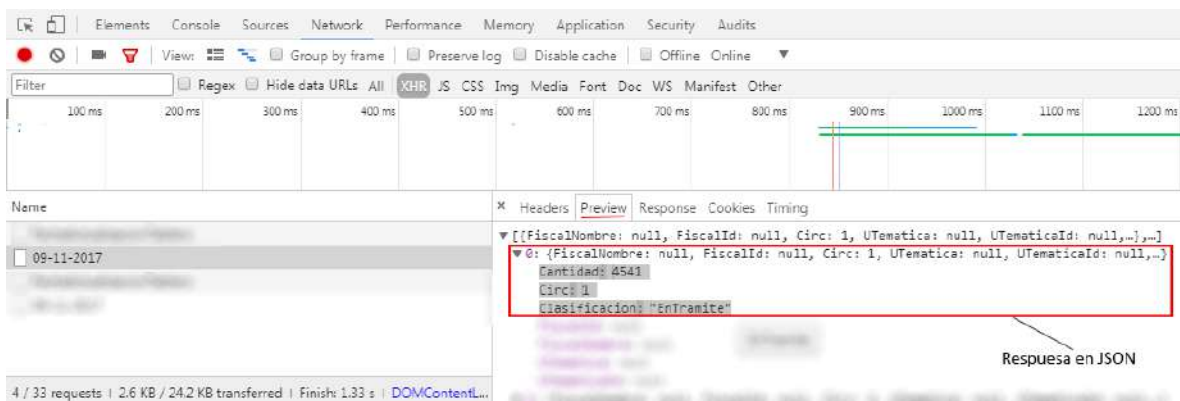 Elements Console Sources Network Performance Memory Application Security Audits
View: Group by frame Preserve log Disable cache Offline Online
Filter Regex Hide data URLs All XHR JS CSS Img Media Font Doc WS Manifest Other
100 ms 200 ms 300 ms 400 ms 500 ms 600 ms 700 ms 800 ms 900 ms 1000 ms 1100 ms 1200 ms
Name
× Headers Preview Response Cookies Timing
▼[{FiscalNombre: null, FiscalId: null, Circ: 1, UTematica: null, UTematicaId: null,…},…]
09-11-2017
▼0: {FiscalNombre: null, FiscalId: null, Circ: 1, UTematica: null, UTematicaId: null,…}
Cantidad: 4541
Circ: 1
Clasificacion: "EnTramite"
Respuesa en JSON
4 / 33 requests | 2.6 KB / 24.2 KB transferred | Finish: 1.33 s | DOMContentL...